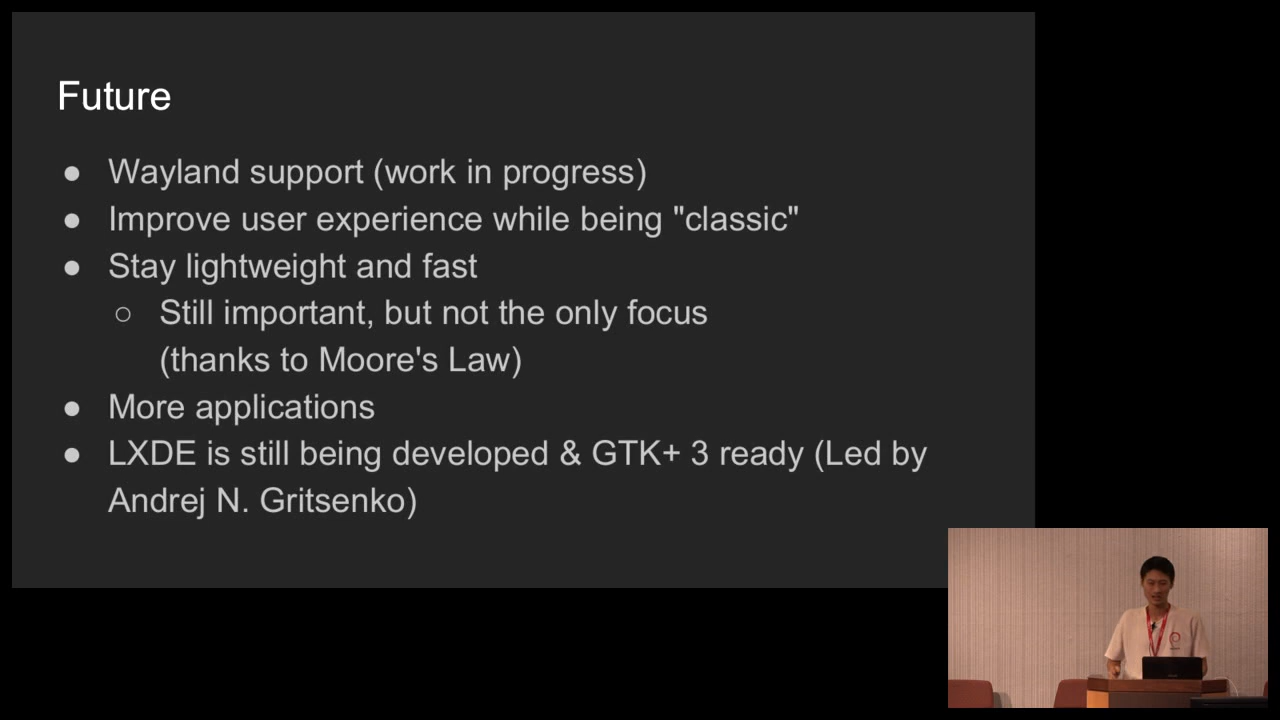 Future
● Wayland support (work in progress)
● Improve user experience while being "classic"
● Stay lightweight and fast
○ Still important, but not the only focus
(thanks to Moore's Law)
● More applications
● LXDE is still being developed & GTK+ 3 ready (Led by
Andrej N. Gritsenko)